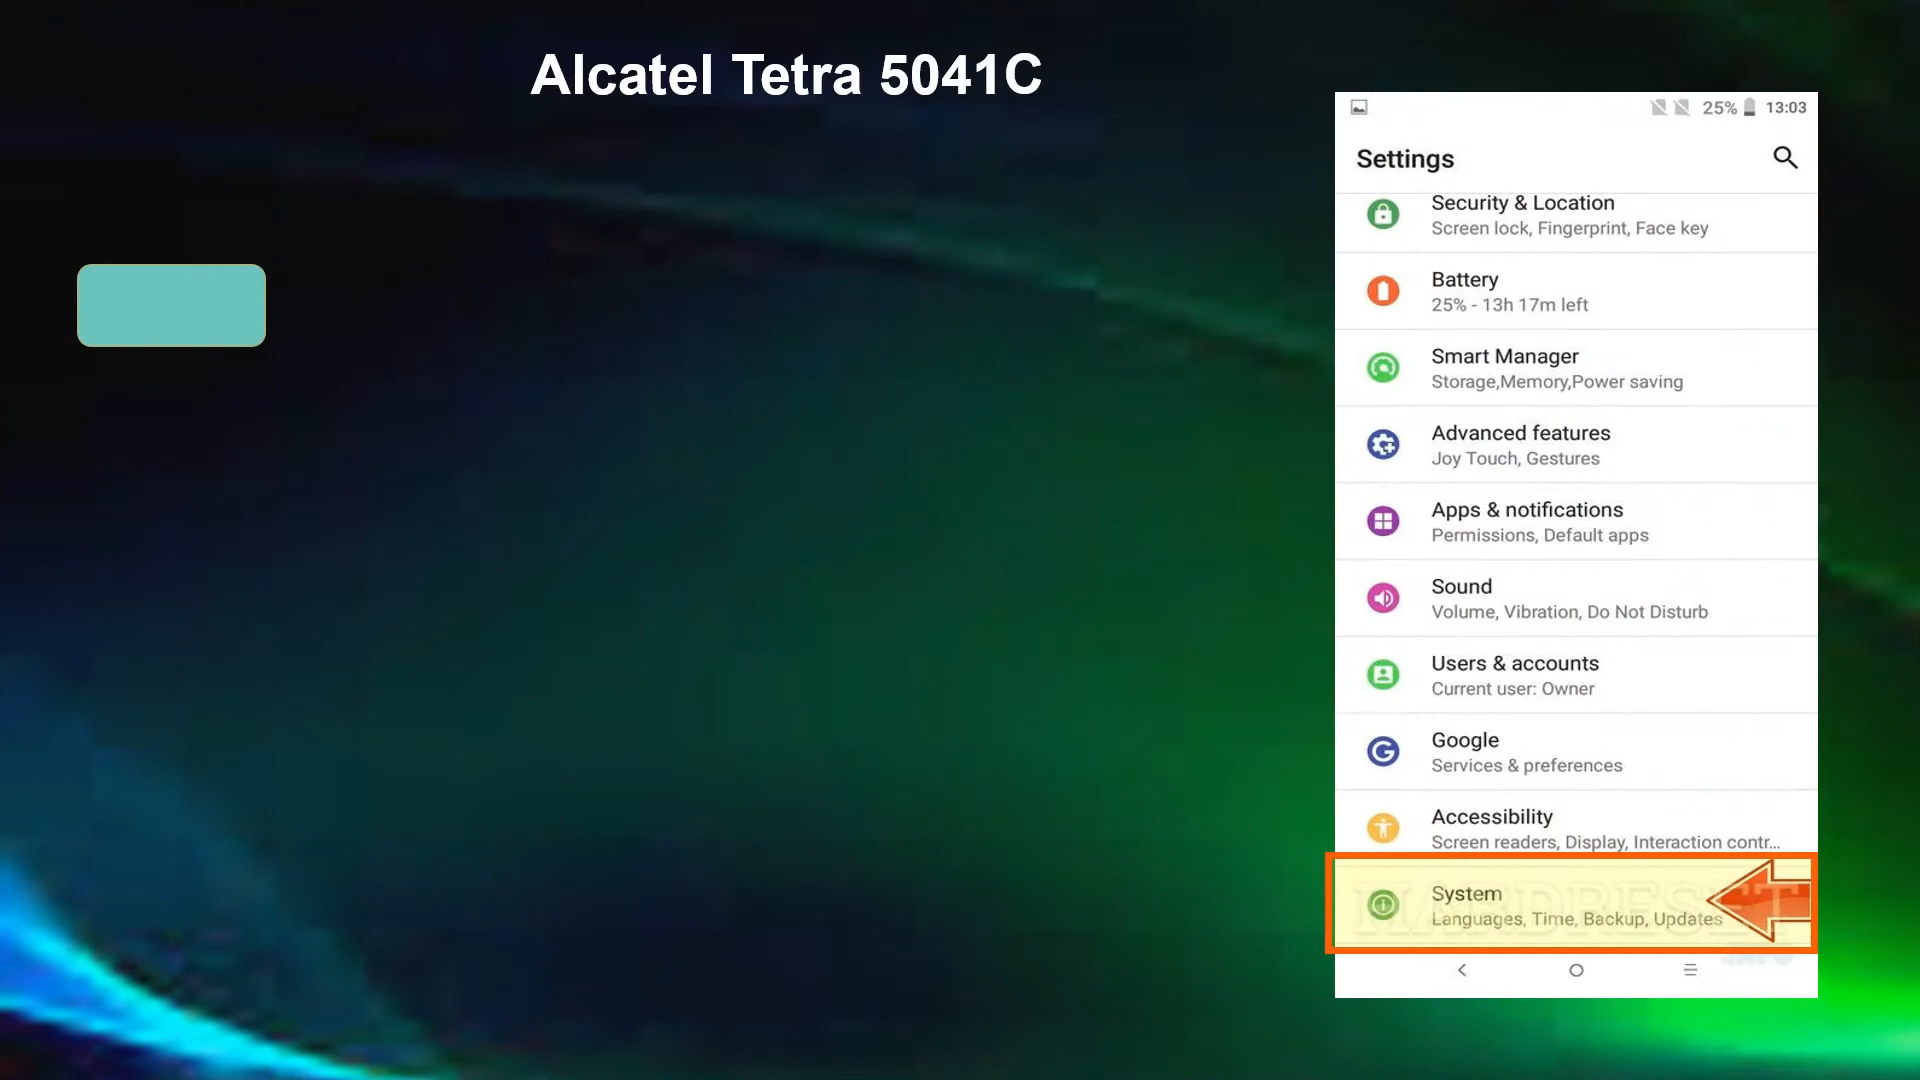 Alcatel Tetra 5041C
25% 13:03
Settings
Security & Location
Screen lock, Fingerprint, Face key
Battery
25% - 13h 17m left
Smart Manager
Storage,Memory,Power saving
Advanced features
Joy Touch, Gestures
Apps & notifications
Permissions, Default apps
Sound
Volume, Vibration, Do Not Disturb
Users & accounts
Current user: Owner
Google
Services & preferences
Accessibility
Screen readers, Display, Interaction contr...
System
Languages, Time, Backup, Updates
HARDRESET
.INFO